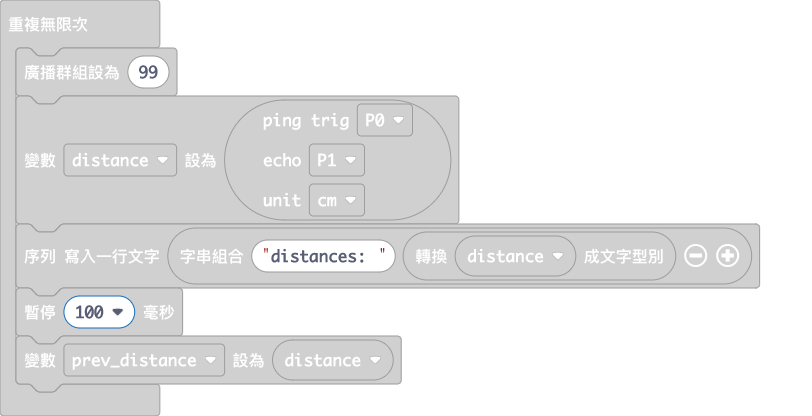 重複無限次
廣播群組設為 99
ping trig P0
變數 distance 設為 echo P1
unit cm
序列 寫入一行文字 字串組合 "distances: " 轉換 distance 成文字型別
暫停 100 毫秒
變數 prev_distance 設為 distance